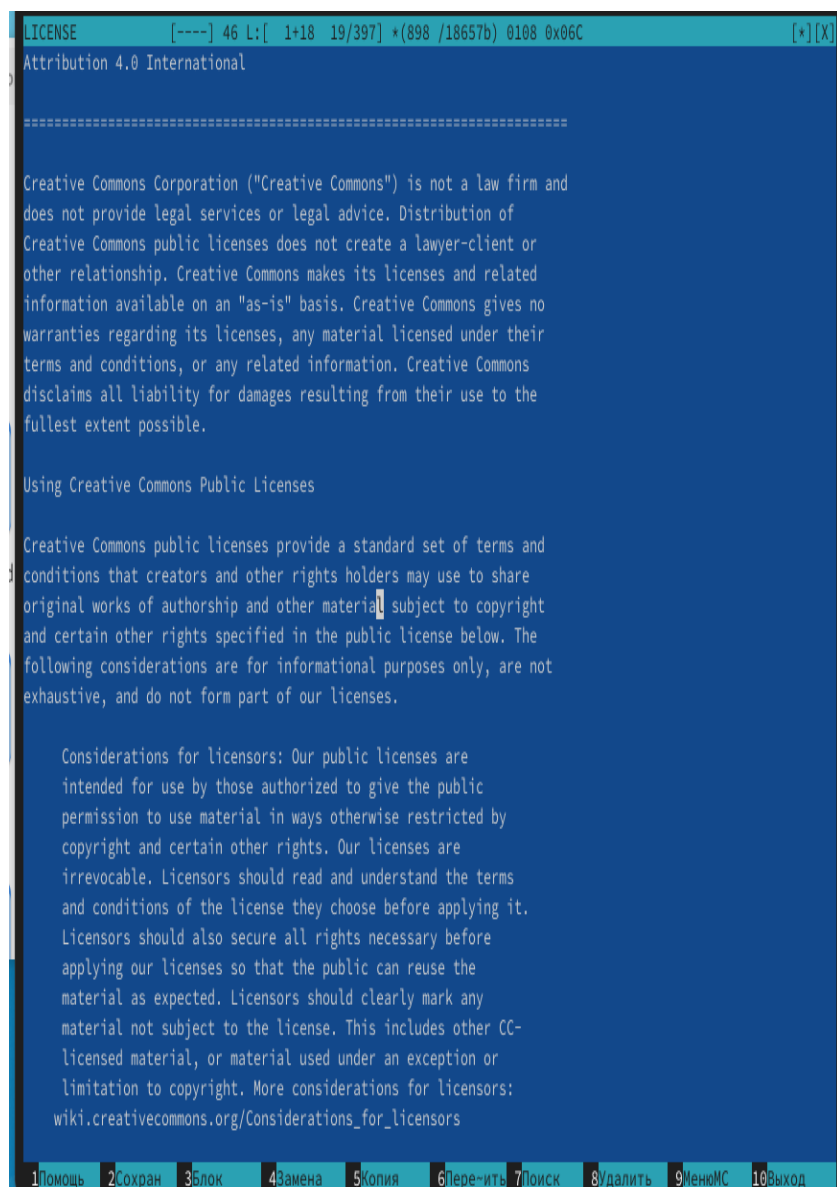 LICENSE [----] 46 L:[ 1+18 19/397] *(898 /18657b) 0108 0x06C [*][X]
Attribution 4.0 International
=======================================================================
Creative Commons Corporation ("Creative Commons") is not a law firm and
does not provide legal services or legal advice. Distribution of
Creative Commons public licenses does not create a lawyer-client or
other relationship. Creative Commons makes its licenses and related
information available on an "as-is" basis. Creative Commons gives no
warranties regarding its licenses, any material licensed under their
terms and conditions, or any related information. Creative Commons
disclaims all liability for damages resulting from their use to the
fullest extent possible.
Using Creative Commons Public Licenses
Creative Commons public licenses provide a standard set of terms and
conditions that creators and other rights holders may use to share
original works of authorship and other material subject to copyright
and certain other rights specified in the public license below. The
following considerations are for informational purposes only, are not
exhaustive, and do not form part of our licenses.
Considerations for licensors: Our public licenses are
intended for use by those authorized to give the public
permission to use material in ways otherwise restricted by
copyright and certain other rights. Our licenses are
irrevocable. Licensors should read and understand the terms
and conditions of the license they choose before applying it.
Licensors should also secure all rights necessary before
applying our licenses so that the public can reuse the
material as expected. Licensors should clearly mark any
material not subject to the license. This includes other CC-
licensed material, or material used under an exception or
limitation to copyright. More considerations for licensors:
wiki.creativecommons.org/Considerations_for_licensors
1Помощь 2Сохран 3Блок 4Замена 5Копия 6Пере~ить 7Поиск 8Удалить 9МенюMC 10Выход